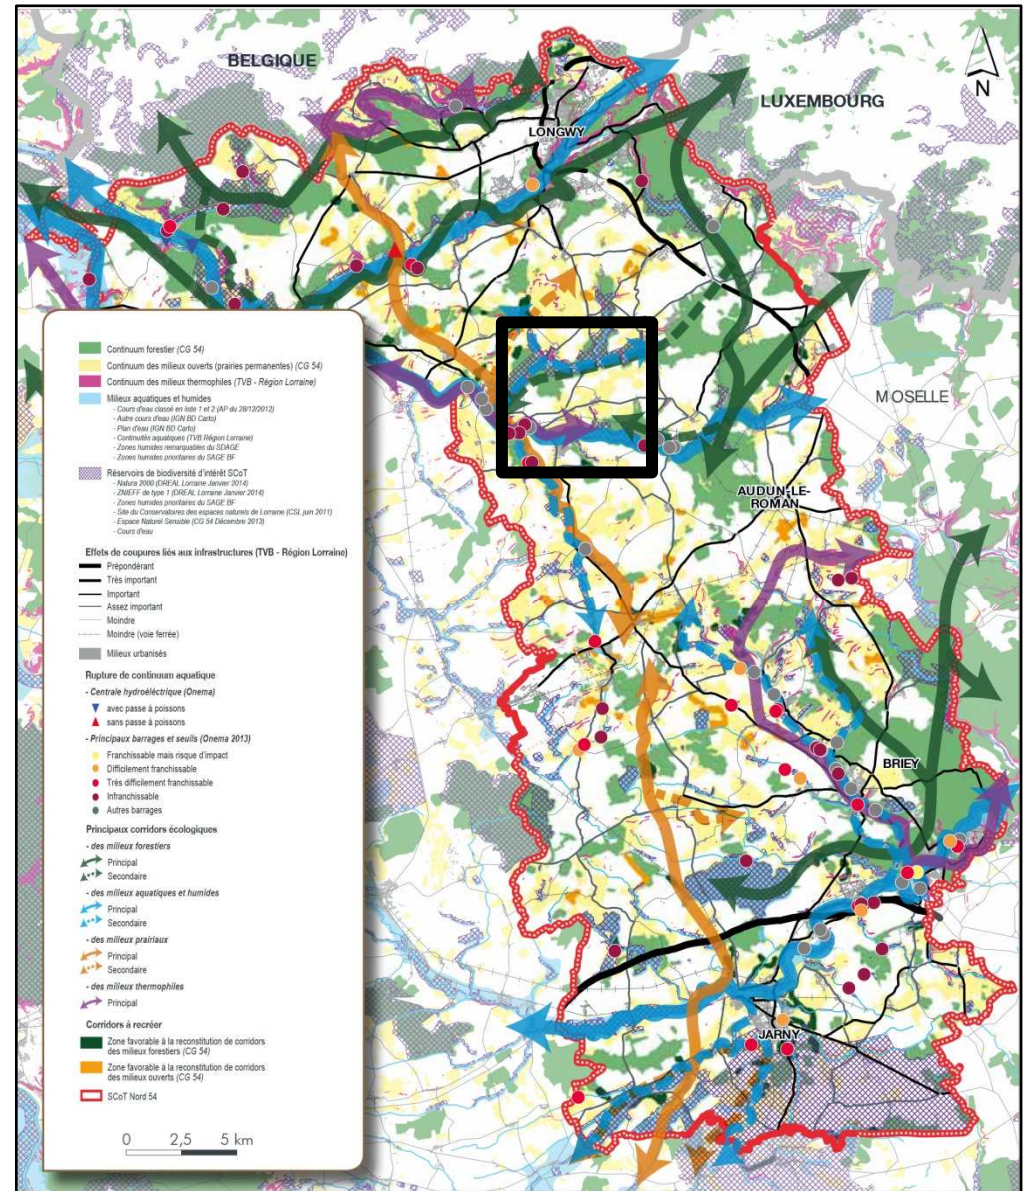 BELGIQUE
N
LUXEMBOURG
LONGWY
MOSELLE
AUDUN-LE-
ROMAN
BRIEY
JARNY
Continuum forestier (CG 54)
Continuum des milieux ouverts (prairies permanentes) (CG 54)
Continuum des milieux thermophiles (TVB - Région Lorraine)
Milieux aquatiques et humides
- Cours d'eau classé en liste 1 et 2 (AP du 28/12/2012)
- Autre cours d'eau (IGN BD Carto)
- Plan d'eau (IGN BD Carto)
- Continuités aquatiques (TVB Région Lorraine)
- Zones humides remarquables du SDAGE
- Zones humides prioritaires du SAGE BF
Réservoirs de biodiversité d'intérêt SCoT
- Natura 2000 (DREAL Lorraine Janvier 2014)
- ZNIEFF de type 1 (DREAL Lorraine Janvier 2014)
- Zones humides prioritaires du SAGE BF
- Site du Conservatoires des espaces naturels de Lorraine (CSL juin 2011)
- Espace Naturel Sensible (CG 54 Décembre 2013)
- Cours d'eau
Effets de coupures liés aux infrastructures (TVB - Région Lorraine)
Prépondérant
Très important
Important
Assez important
Moindre
Moindre (voie ferrée)
Milieux urbanisés
Rupture de continuum aquatique
- Centrale hydroélectrique (Onema)
avec passe à poissons
sans passe à poissons
- Principaux barrages et seuils (Onema 2013)
Franchissable mais risque d'impact
Difficilement franchissable
Très difficilement franchissable
Infranchissable
Autres barrages
Principaux corridors écologiques
- des milieux forestiers
Principal
Secondaire
- des milieux aquatiques et humides
Principal
Secondaire
- des milieux prairiaux
Principal
Secondaire
- des milieux thermophiles
Principal
Corridors à recréer
Zone favorable à la reconstitution de corridors
des milieux forestiers (CG 54)
Zone favorable à la reconstitution de corridors
des milieux ouverts (CG 54)
SCoT Nord 54
0 2,5 5 km